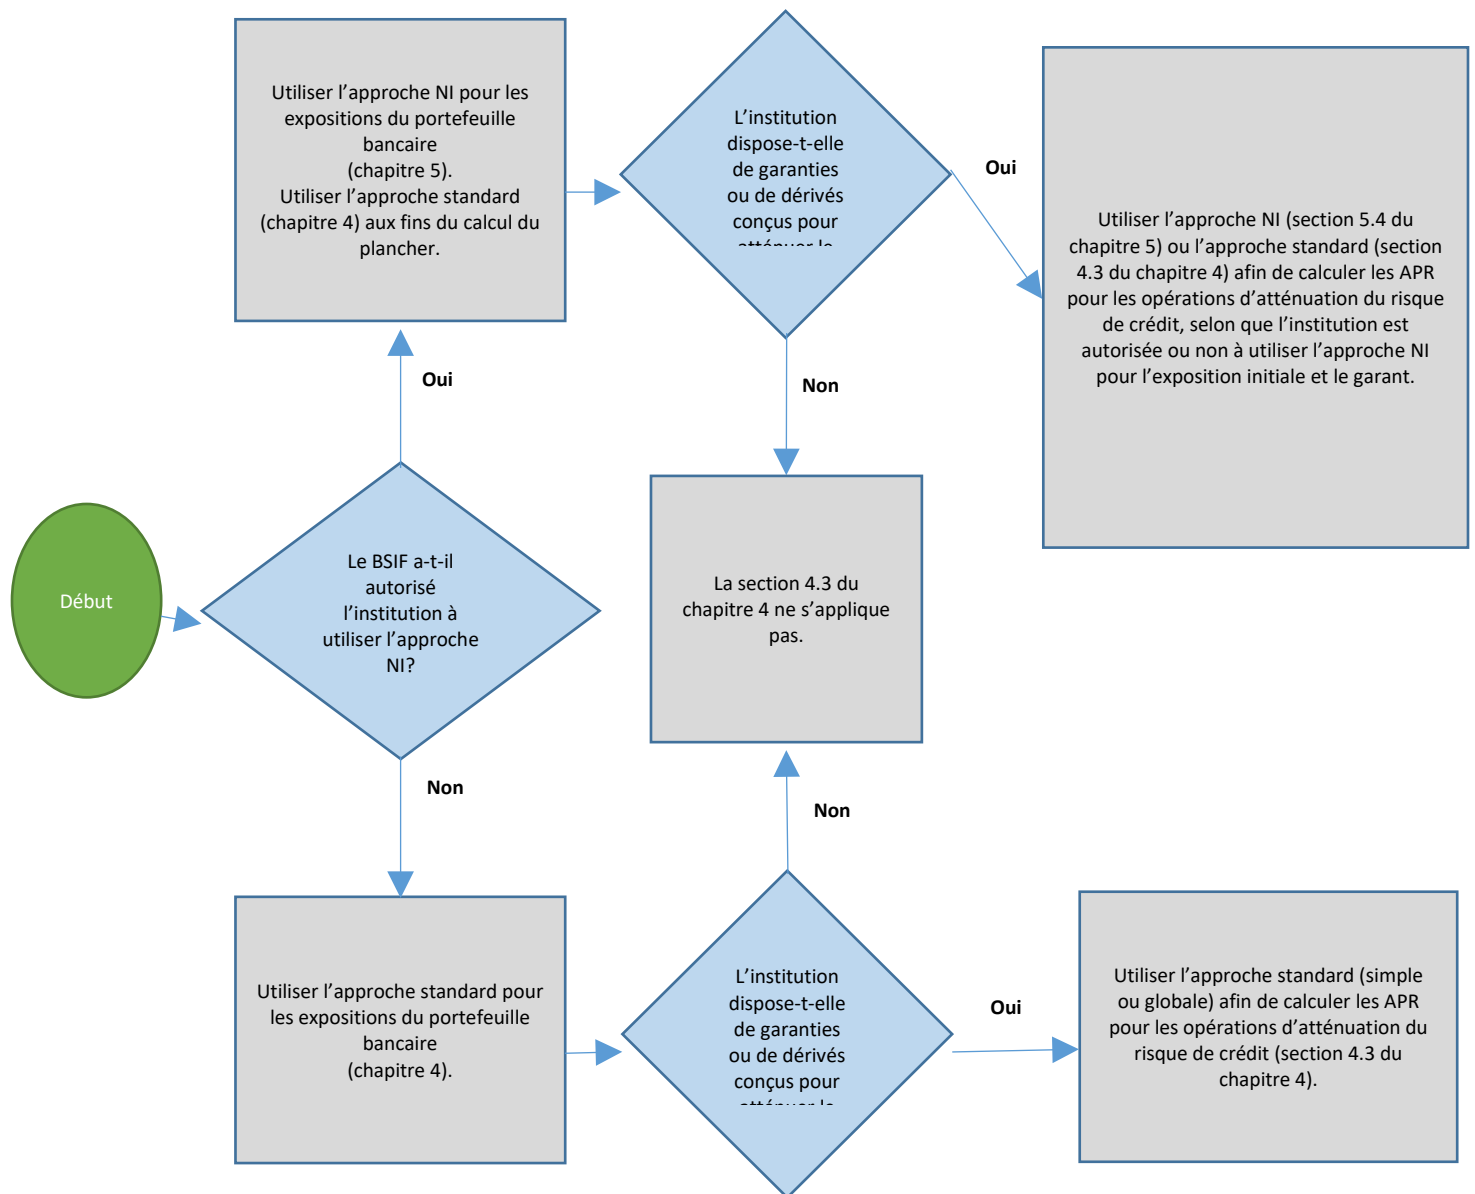 Début
Le BSIF a-t-il
autorisé
l’institution à
utiliser l’approche
NI?
Oui
Utiliser l’approche NI pour les
expositions du portefeuille
bancaire
(chapitre 5).
Utiliser l’approche standard
(chapitre 4) aux fins du calcul du
plancher.
L’institution
dispose-t-elle
de garanties
ou de dérivés
conçus pour
atténuer le
Oui
Utiliser l’approche NI (section 5.4 du
chapitre 5) ou l’approche standard (section
4.3 du chapitre 4) afin de calculer les APR
pour les opérations d’atténuation du risque
de crédit, selon que l’institution est
autorisée ou non à utiliser l’approche NI
pour l’exposition initiale et le garant.
Non
La section 4.3 du
chapitre 4 ne s’applique
pas.
Non
Utiliser l’approche standard pour
les expositions du portefeuille
bancaire
(chapitre 4).
Non
L’institution
dispose-t-elle
de garanties
ou de dérivés
conçus pour
atténuer le
Oui
Utiliser l’approche standard (simple
ou globale) afin de calculer les APR
pour les opérations d’atténuation du
risque de crédit (section 4.3 du
chapitre 4).